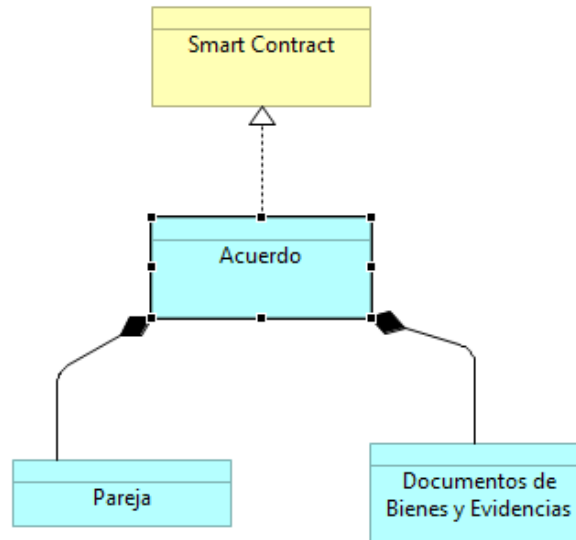 Smart Contract
Acuerdo
Pareja
Documentos de
Bienes y Evidencias